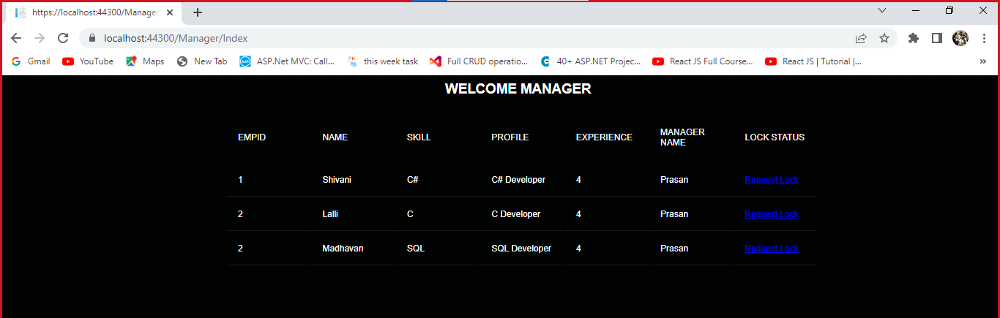 https://localhost:44300/Manager
localhost:44300/Manager/Index
Gmail YouTube Maps New Tab ASP.Net MVC: Call... this week task Full CRUD operatio... 40+ ASP.NET Projec... React JS Full Course... React JS | Tutorial |... »
WELCOME MANAGER
EMPID NAME SKILL PROFILE EXPERIENCE MANAGER NAME LOCK STATUS
1 Shivani C# C# Developer 4 Prasan Request Lock
2 Lalli C C Developer 4 Prasan Request Lock
2 Madhavan SQL SQL Developer 4 Prasan Request Lock